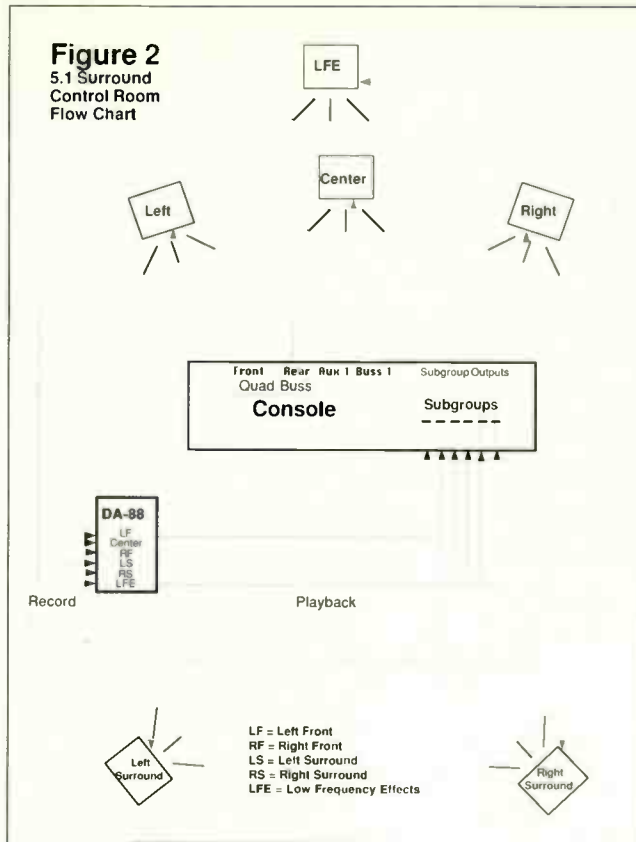 Figure 2
5.1 Surround
Control Room
Flow Chart
LFE
Center
Left
Right
Front Rear Aux 1 Buss 1 Subgroup Outputs
Quad Buss
Console Subgroups
DA-88
LF
Center
RF
LS
RS
LFE
Record Playback
Left
Surround
LF = Left Front
RF = Right Front
LS = Left Surround
RS = Right Surround
LFE = Low Frequency Effects
Right
Surround